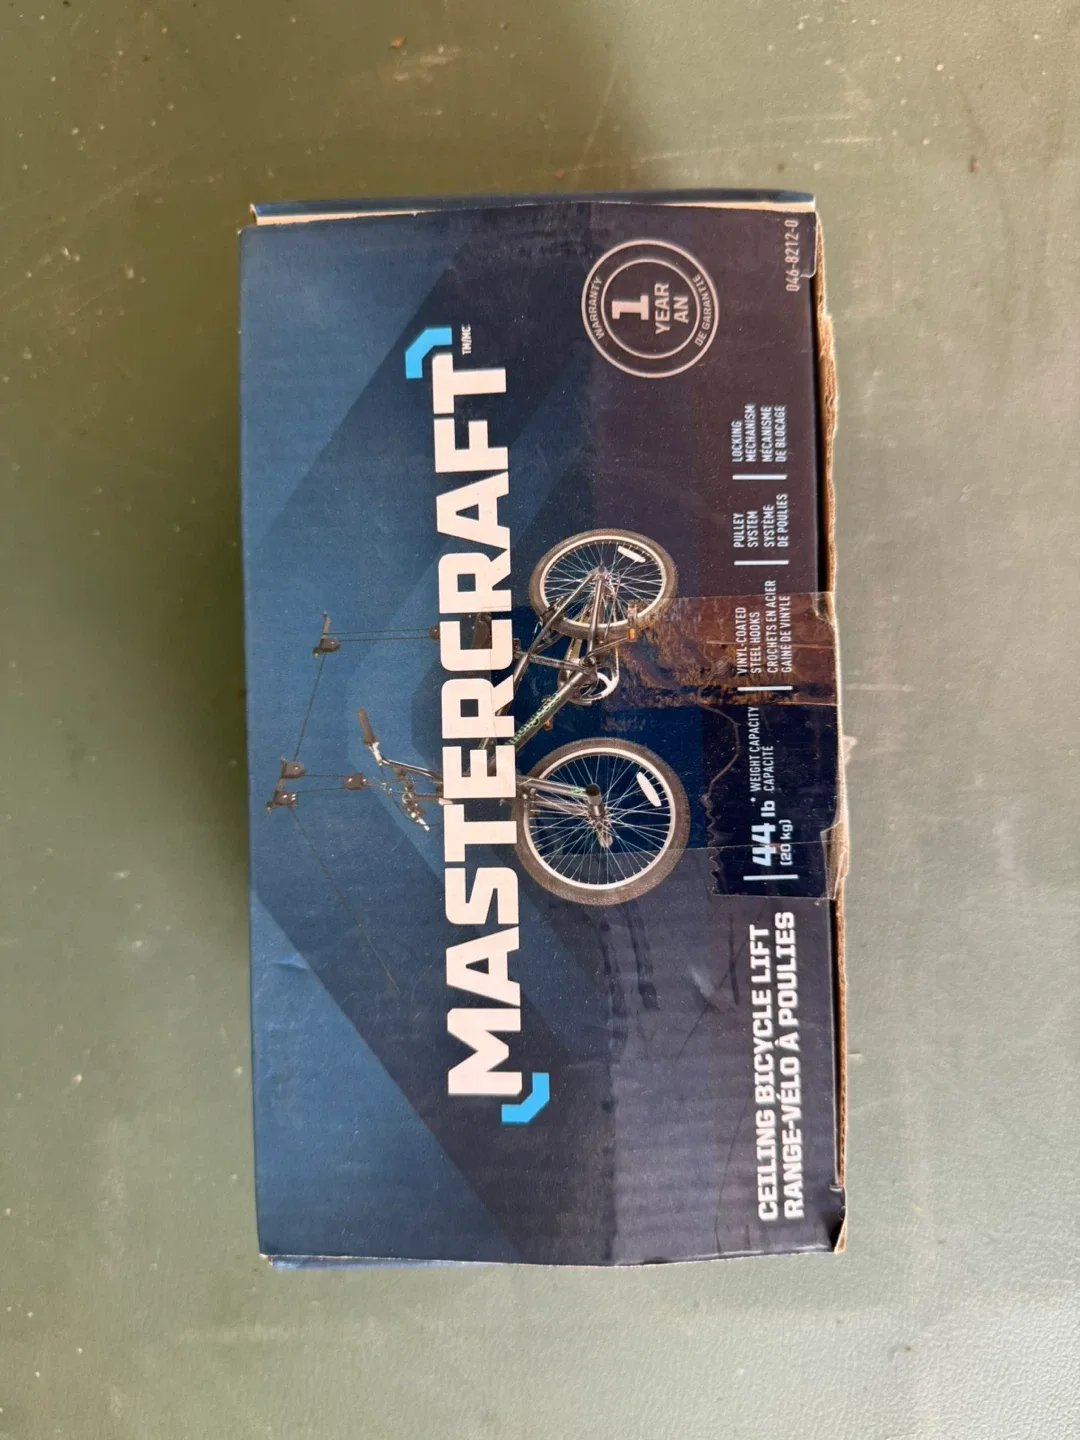 MASTERCRAFT
TM/MC
WARRANTY
1
YEAR
AN
DE GARANTIE
CEILING BICYCLE LIFT
RANGE-VÉLO À POULIES
44 lb*
(20 kg)
WEIGHT CAPACITY
CAPACITÉ
VINYL-COATED
STEEL HOOKS
CROCHETS EN ACIER
GAINÉ DE VINYLE
PULLEY
SYSTEM
SYSTÈME
DE POULIES
LOCKING
MECHANISM
MÉCANISME
DE BLOCAGE
046-8212-0